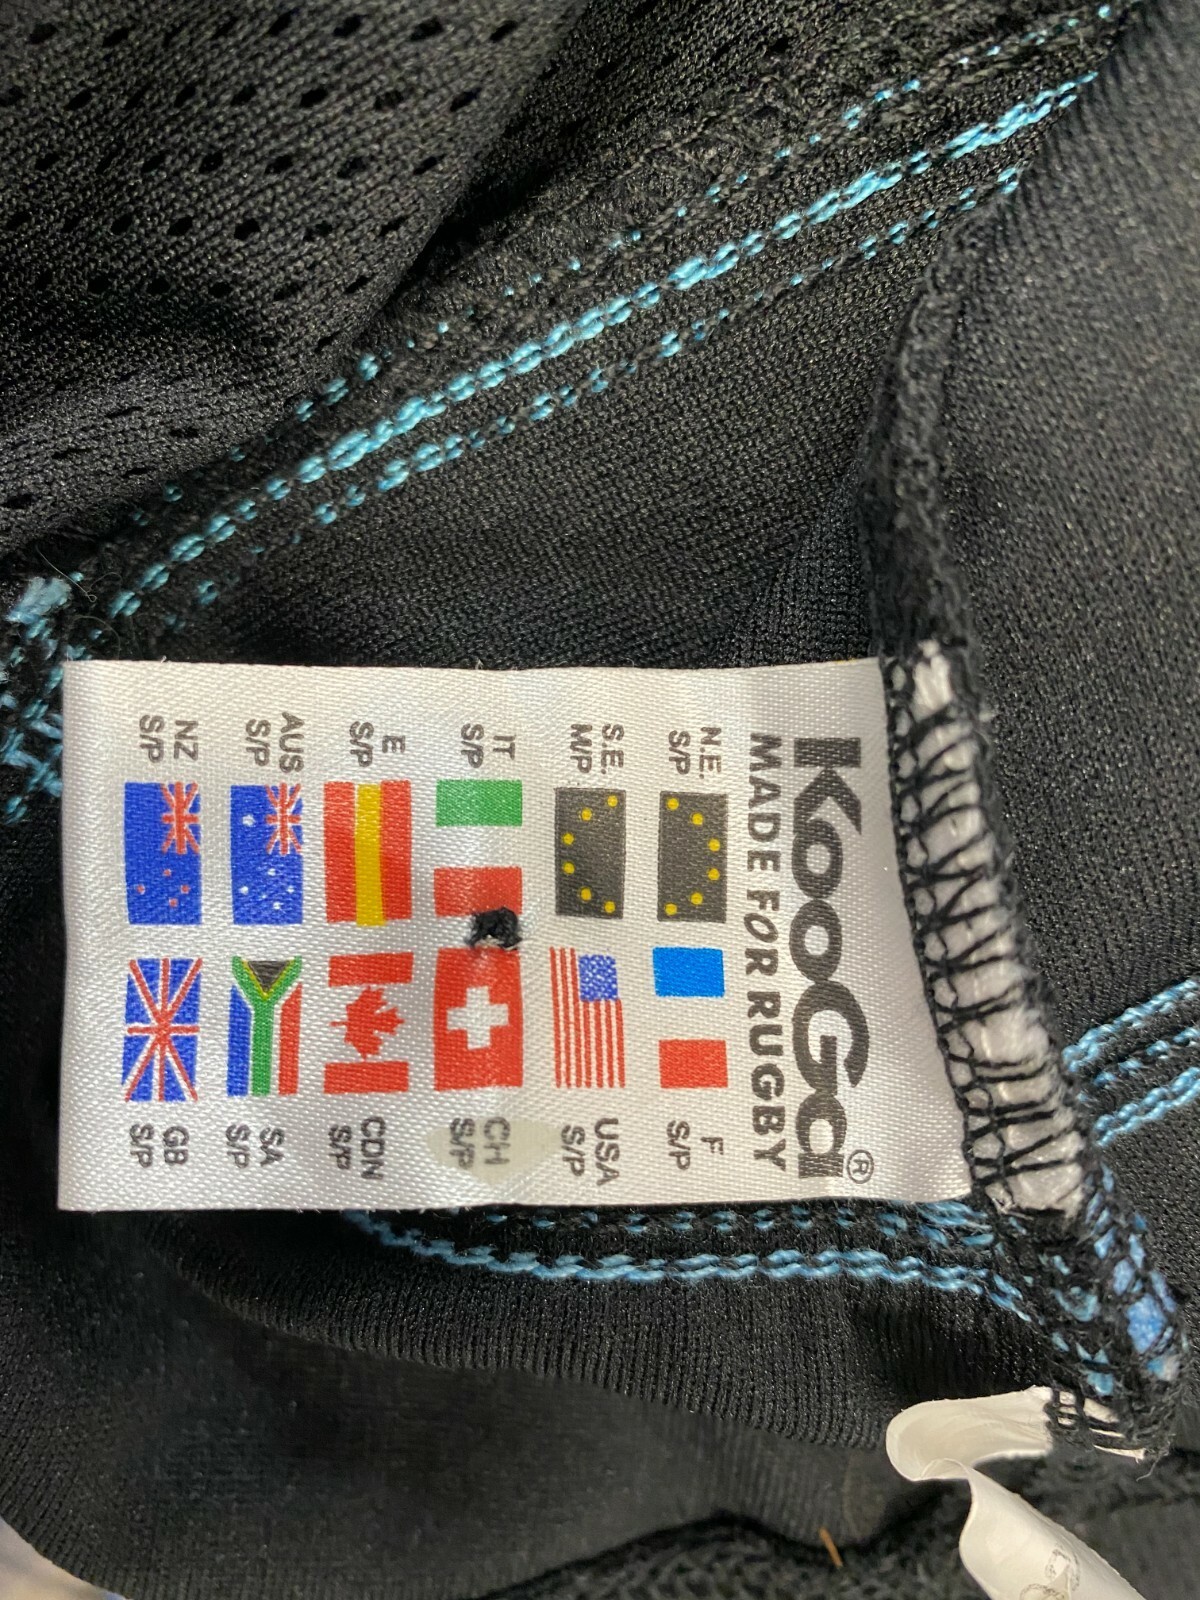 KooGa®
MADE FOR RUGBY
N.E. F
S/P S/P
S.E. USA
M/P S/P
IT CH
S/P S/P
E CDN
S/P S/P
AUS SA
S/P S/P
NZ GB
S/P S/P